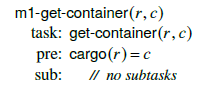 m1-get-container(r, c)
task: get-container(r, c)
pre: cargo(r) = c
sub: // no subtasks